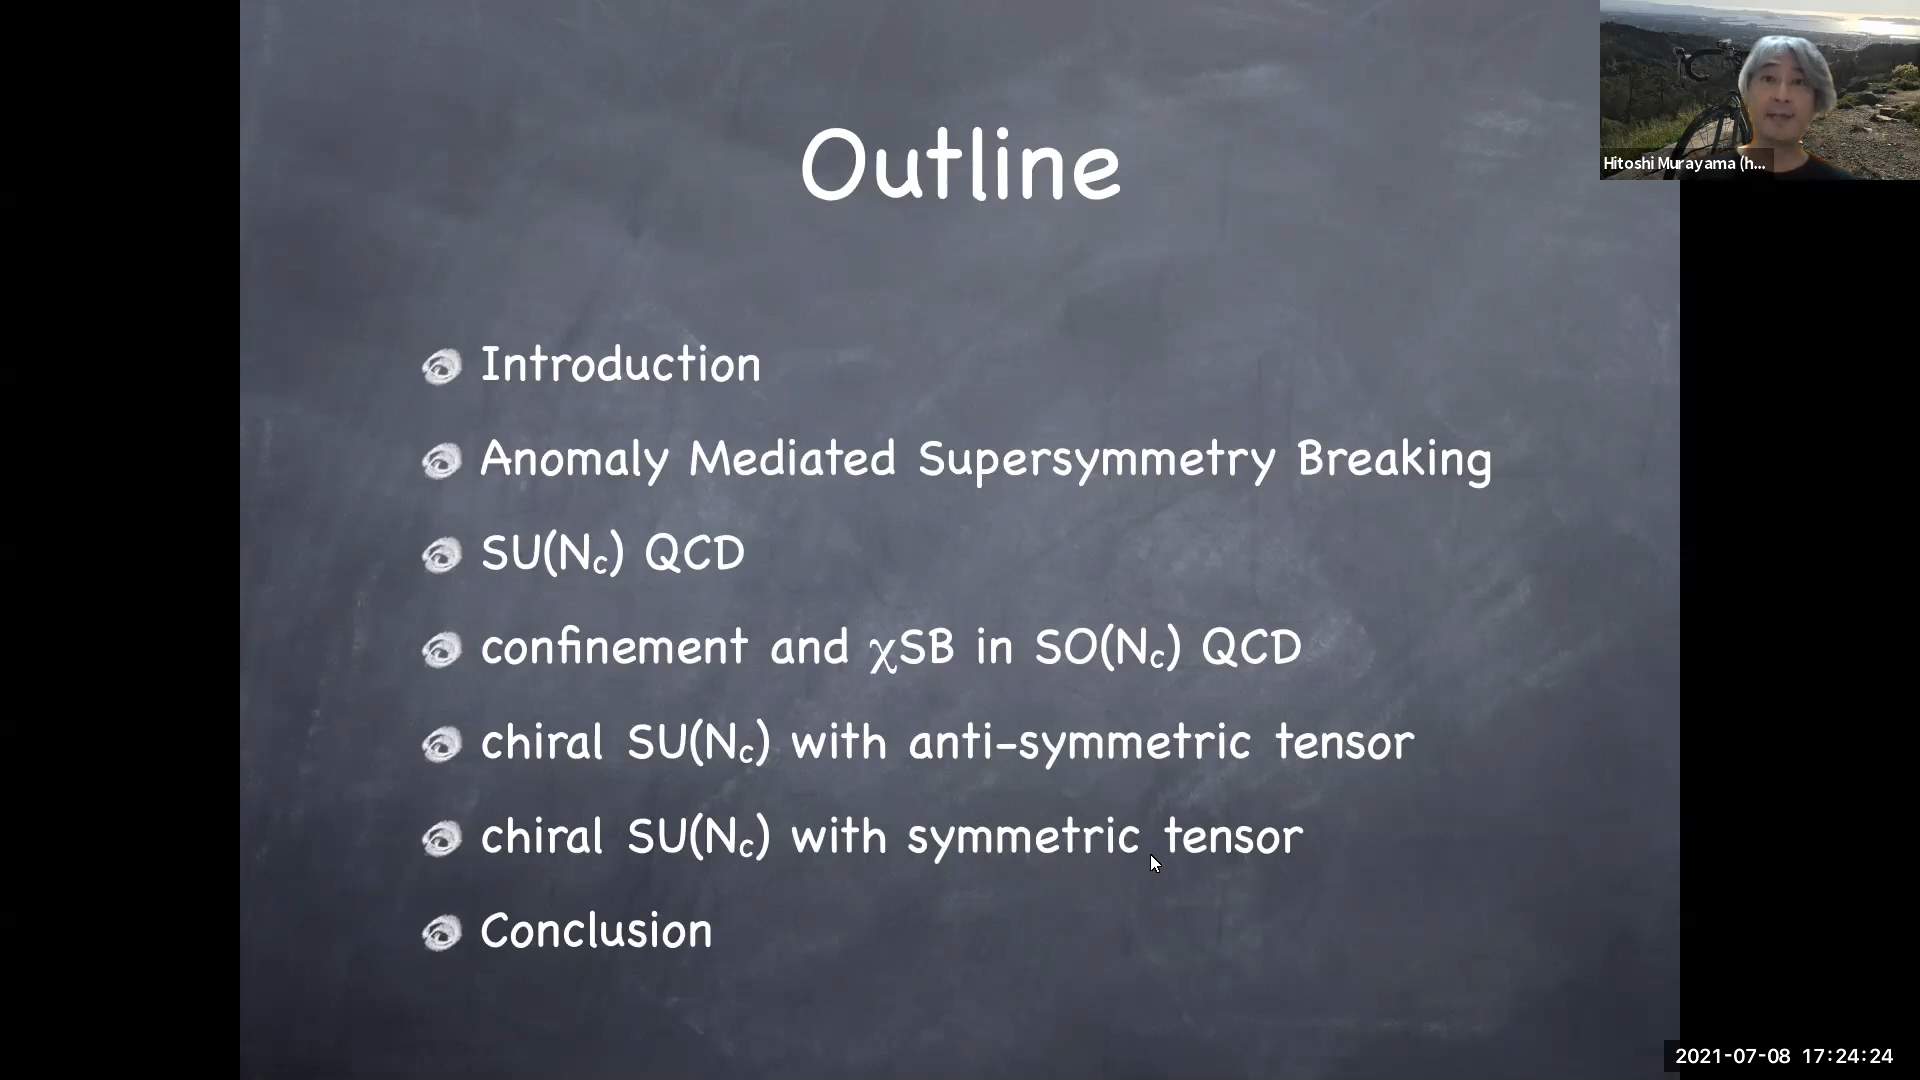 Outline
Hitoshi Murayama (h...
Introduction
Anomaly Mediated Supersymmetry Breaking
SU(Nc) QCD
confinement and χSB in SO(Nc) QCD
chiral SU(Nc) with anti-symmetric tensor
chiral SU(Nc) with symmetric tensor
Conclusion
2021-07-08 17:24:24